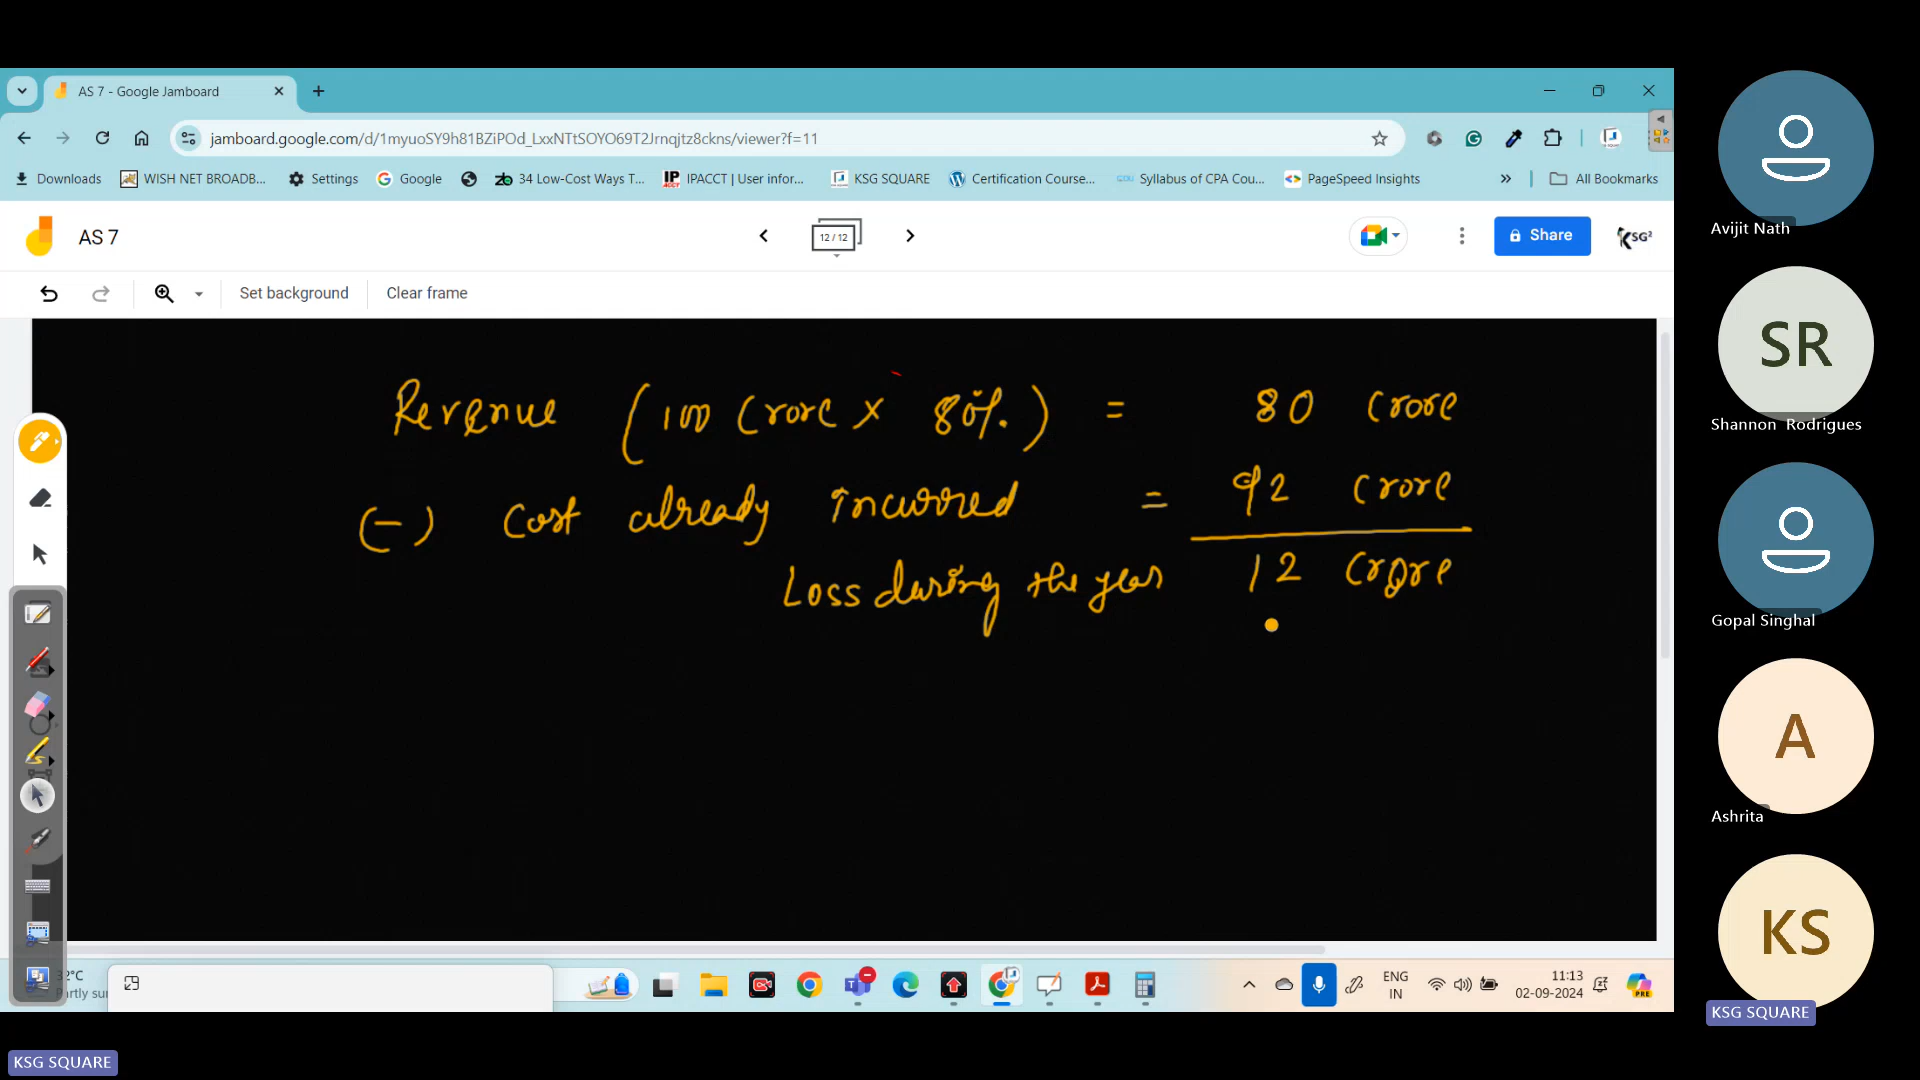 AS 7 - Google Jamboard
jamboard.google.com/d/1myuoSY9h81BZiPOd_LxxNTtSOYO69T2Jrnqjtz8ckns/viewer?f=11
Downloads WISH NET BROADB... Settings Google 34 Low-Cost Ways T... IPACCT | User infor... KSG SQUARE Certification Course... Syllabus of CPA Cou... PageSpeed Insights » All Bookmarks
AS 7 12 / 12 Share KSG²
Set background Clear frame
Revenue (100 Crore x 80%.) = 80 Crore
(-) Cost already incurred = 92 Crore
Loss during the year 12 Crore
32°C
Partly sun
ENG
IN
11:13
02-09-2024
Avijit Nath
SR
Shannon Rodrigues
Gopal Singhal
A
Ashrita
KS
KSG SQUARE
KSG SQUARE